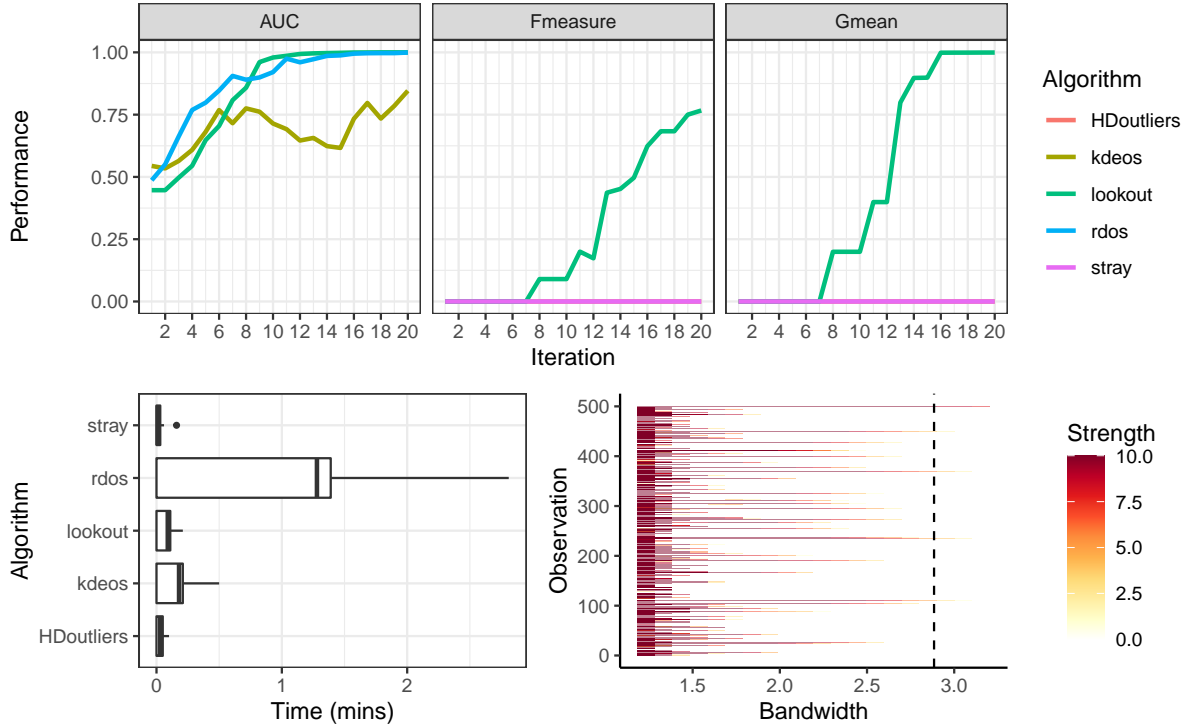 AUC Fmeasure Gmean
1.00
0.75
0.50
0.25
0.00
Performance
2 4 6 8 10 12 14 16 18 20 2 4 6 8 10 12 14 16 18 20 2 4 6 8 10 12 14 16 18 20
Iteration
Algorithm
HDoutliers
kdeos
lookout
rdos
stray
stray
rdos
lookout
kdeos
HDoutliers
Algorithm
0 1 2
Time (mins)
500
400
300
200
100
0
Observation
1.5 2.0 2.5 3.0
Bandwidth
Strength
10.0
7.5
5.0
2.5
0.0